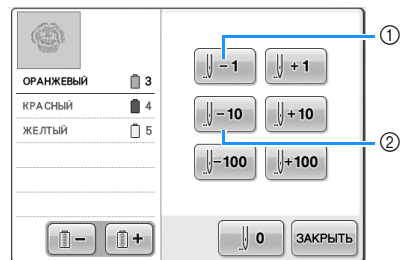 ОРАНЖЕВЫЙ 3
КРАСНЫЙ 4
ЖЕЛТЫЙ 5
− +
−1 +1
−10 +10
−100 +100
0 ЗАКРЫТЬ
①
②